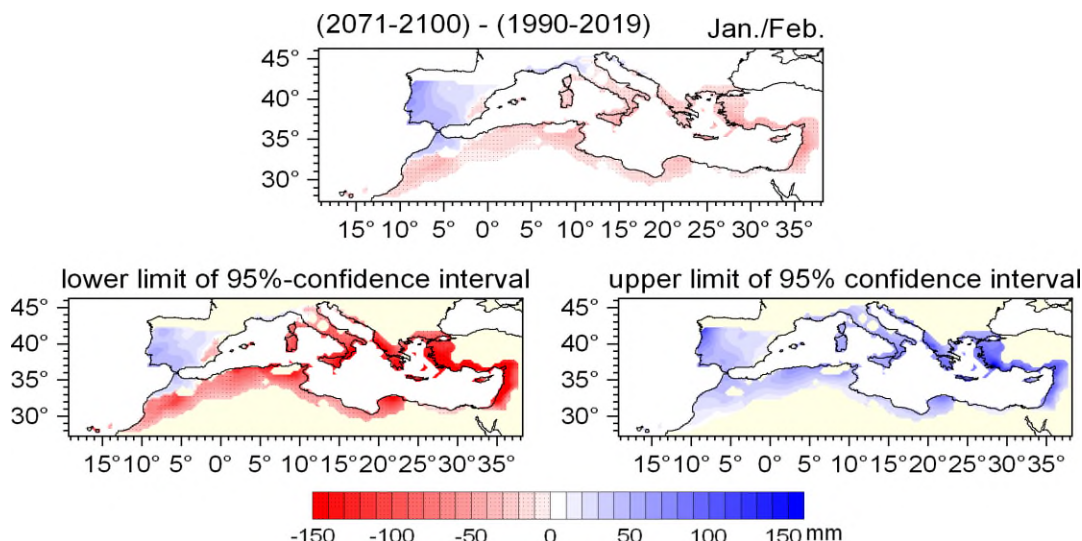 (2071-2100) - (1990-2019) Jan./Feb.
45°
40°
35°
30°
15° 10° 5° 0° 5° 10° 15° 20° 25° 30° 35°
lower limit of 95%-confidence interval
upper limit of 95% confidence interval
45°
40°
35°
30°
15° 10° 5° 0° 5° 10° 15° 20° 25° 30° 35°
45°
40°
35°
30°
15° 10° 5° 0° 5° 10° 15° 20° 25° 30° 35°
-150 -100 -50 0 50 100 150 mm